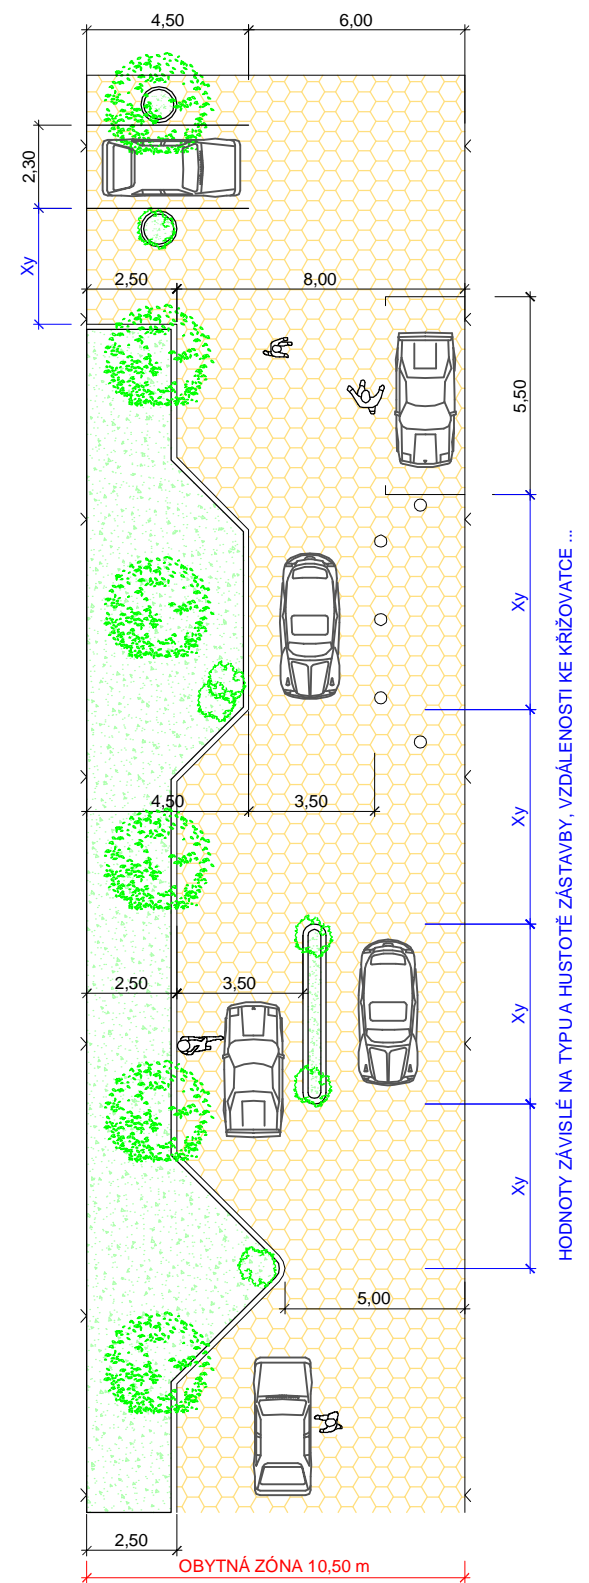 4,50
6,00
2,30
Xy
2,50
8,00
5,50
Xy
HODNOTY ZÁVISLÉ NA TYPU A HUSTOTĚ ZÁSTAVBY, VZDÁLENOSTI KE KŘIŽOVATCE ...
4,50
3,50
Xy
2,50
3,50
Xy
Xy
5,00
2,50
OBYTNÁ ZÓNA 10,50 m